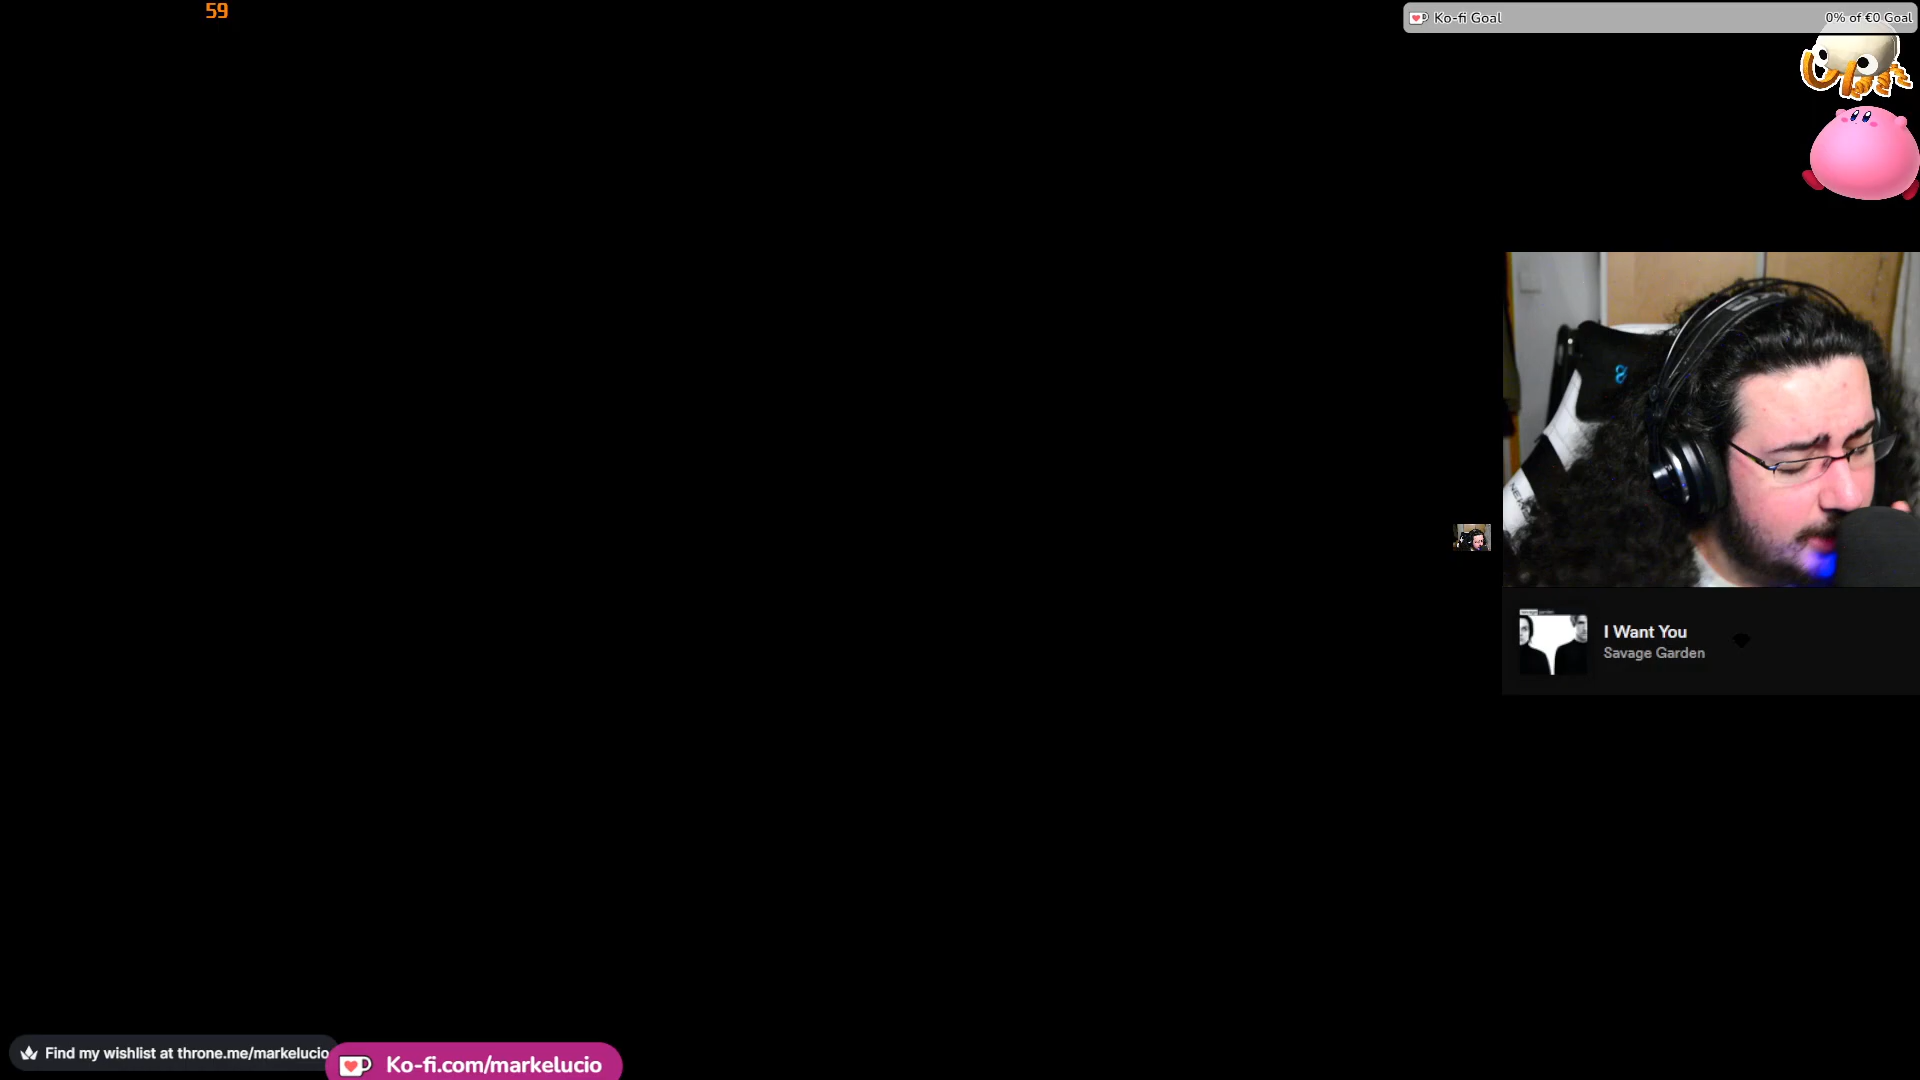 59
Ko-fi Goal
0% of €0 Goal
I Want You
Savage Garden
Find my wishlist at throne.me/markelucio
Ko-fi.com/markelucio